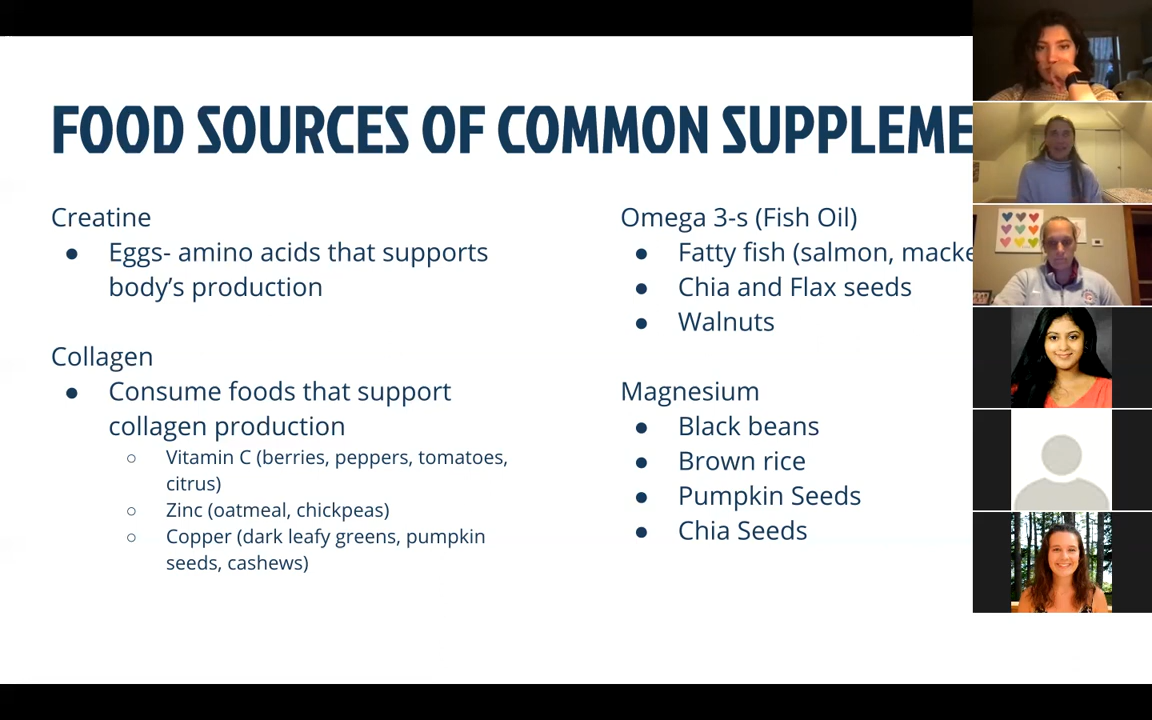 FOOD SOURCES OF COMMON SUPPLEME
Creatine
● Eggs- amino acids that supports
body's production
Collagen
● Consume foods that support
collagen production
○ Vitamin C (berries, peppers, tomatoes,
citrus)
○ Zinc (oatmeal, chickpeas)
○ Copper (dark leafy greens, pumpkin
seeds, cashews)
Omega 3-s (Fish Oil)
● Fatty fish (salmon, macke
● Chia and Flax seeds
● Walnuts
Magnesium
● Black beans
● Brown rice
● Pumpkin Seeds
● Chia Seeds